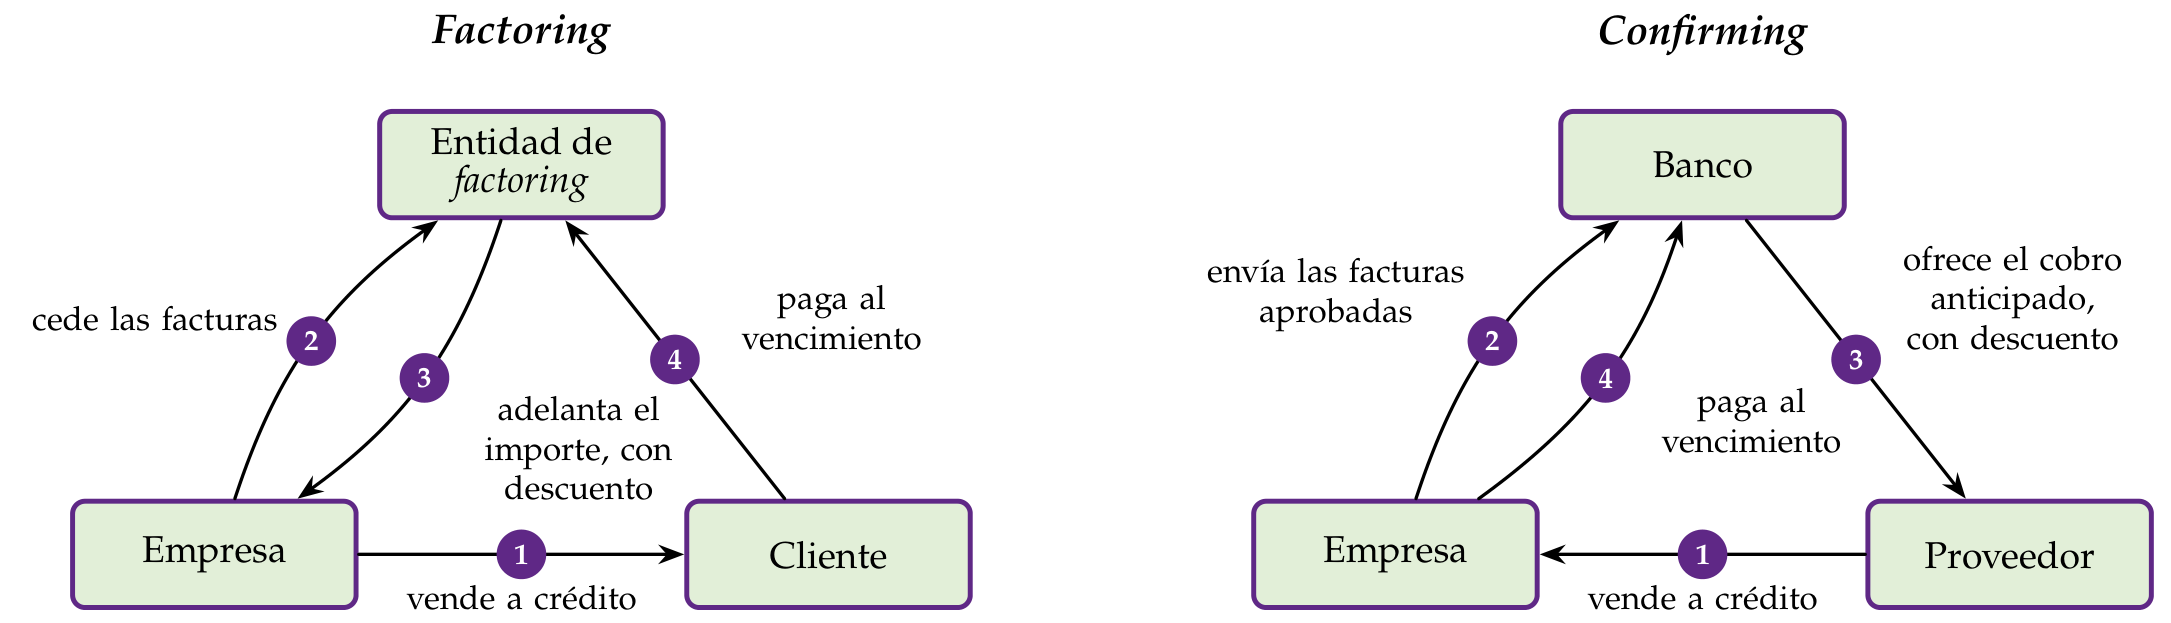 Factoring
Entidad de
factoring
cede las facturas
2
3
adelanta el
importe, con
descuento
4
paga al
vencimiento
Empresa
1
vende a crédito
Cliente
Confirming
Banco
envía las facturas
aprobadas
2
4
paga al
vencimiento
3
ofrece el cobro
anticipado,
con descuento
Empresa
1
vende a crédito
Proveedor